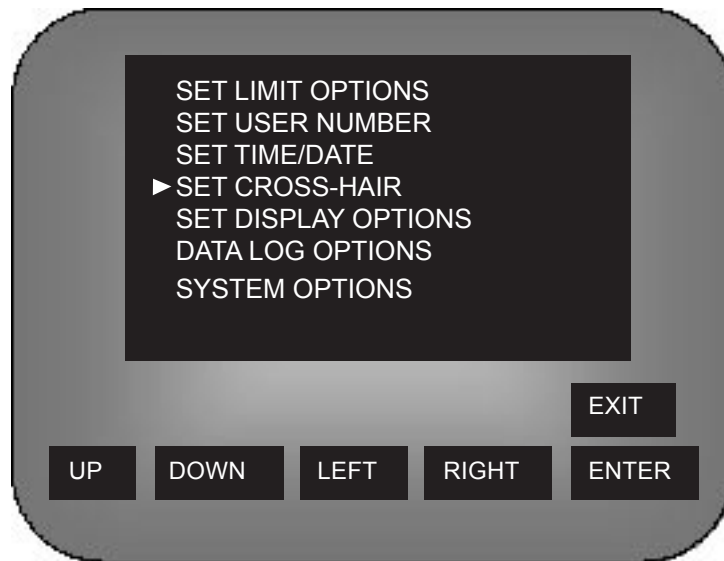 SET LIMIT OPTIONS
SET USER NUMBER
SET TIME/DATE
SET CROSS-HAIR
SET DISPLAY OPTIONS
DATA LOG OPTIONS
SYSTEM OPTIONS
EXIT
UP DOWN LEFT RIGHT ENTER